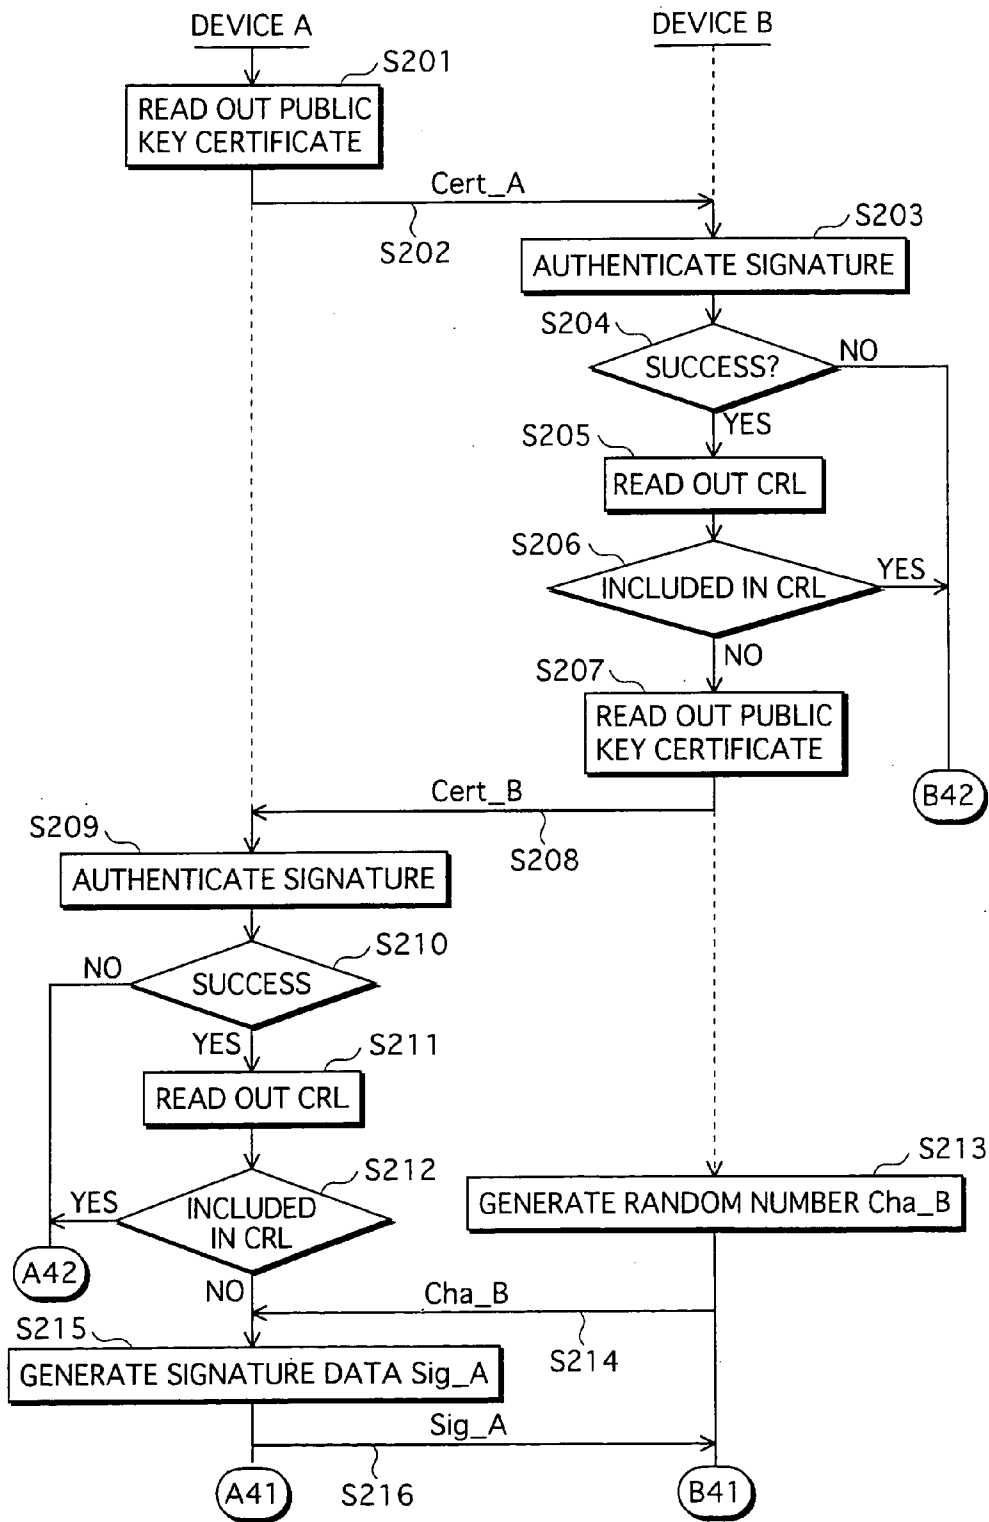 DEVICE A
DEVICE B
S201
READ OUT PUBLIC
KEY CERTIFICATE
Cert_A
S202
S203
AUTHENTICATE SIGNATURE
S204
SUCCESS?
NO
YES
S205
READ OUT CRL
S206
INCLUDED IN CRL
YES
NO
S207
READ OUT PUBLIC
KEY CERTIFICATE
B42
Cert_B
S208
S209
AUTHENTICATE SIGNATURE
S210
NO
SUCCESS
YES
S211
READ OUT CRL
S212
YES
INCLUDED
IN CRL
A42
NO
S213
GENERATE RANDOM NUMBER Cha_B
Cha_B
S214
S215
GENERATE SIGNATURE DATA Sig_A
Sig_A
S216
A41
B41